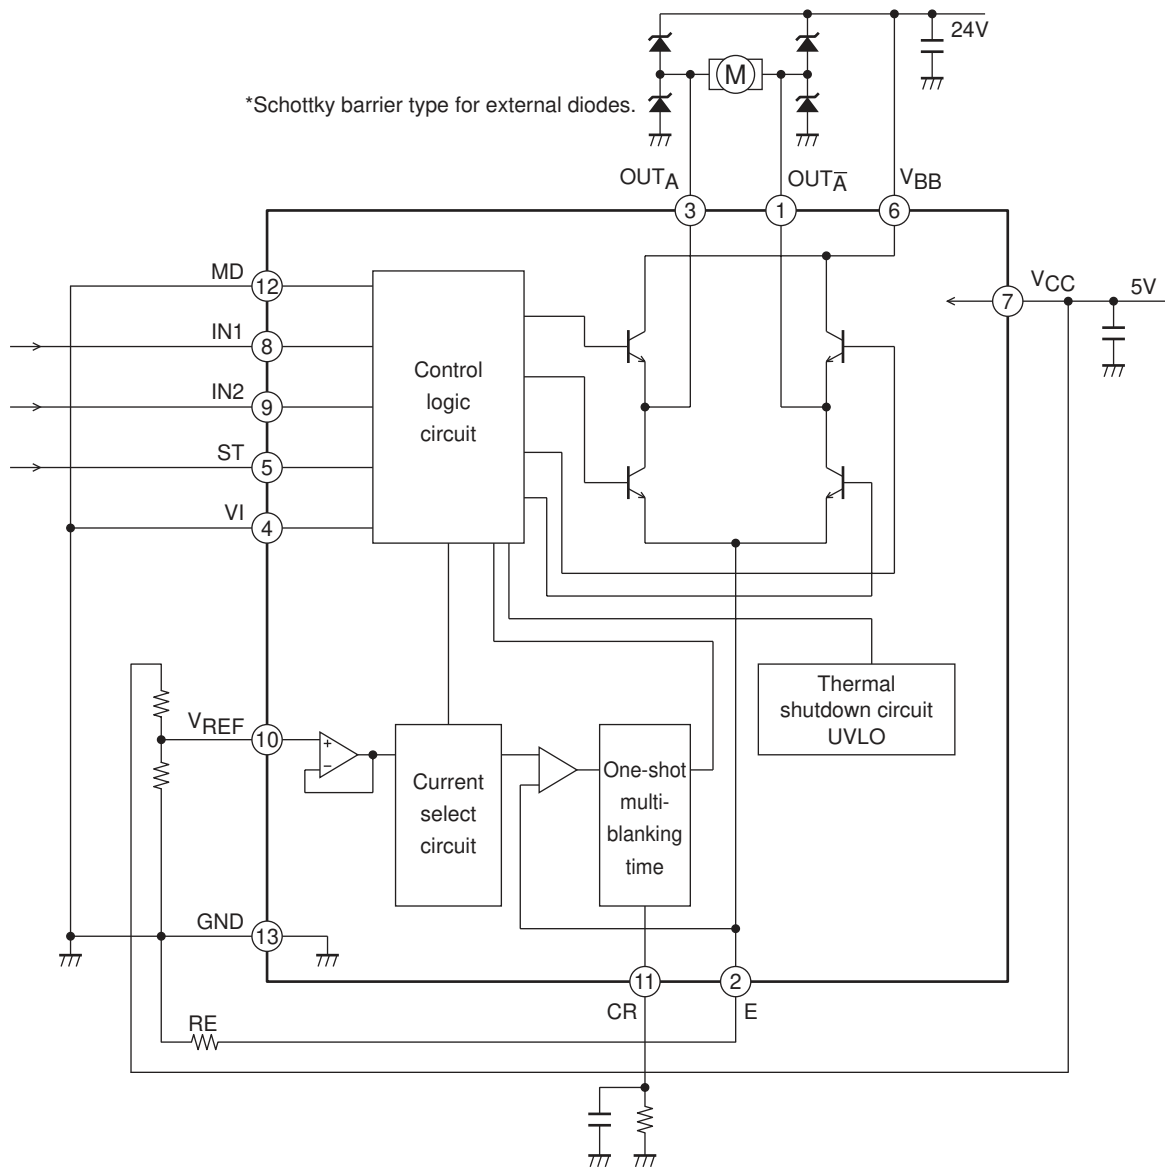 24V
M
*Schottky barrier type for external diodes.
OUTA
OUTA̅
VBB
3
1
6
MD
12
VCC
5V
7
IN1
8
IN2
9
ST
5
VI
4
Control
logic
circuit
Thermal
shutdown circuit
UVLO
VREF
10
+
−
Current
select
circuit
One-shot
multi-
blanking
time
GND
13
11
2
CR
E
RE